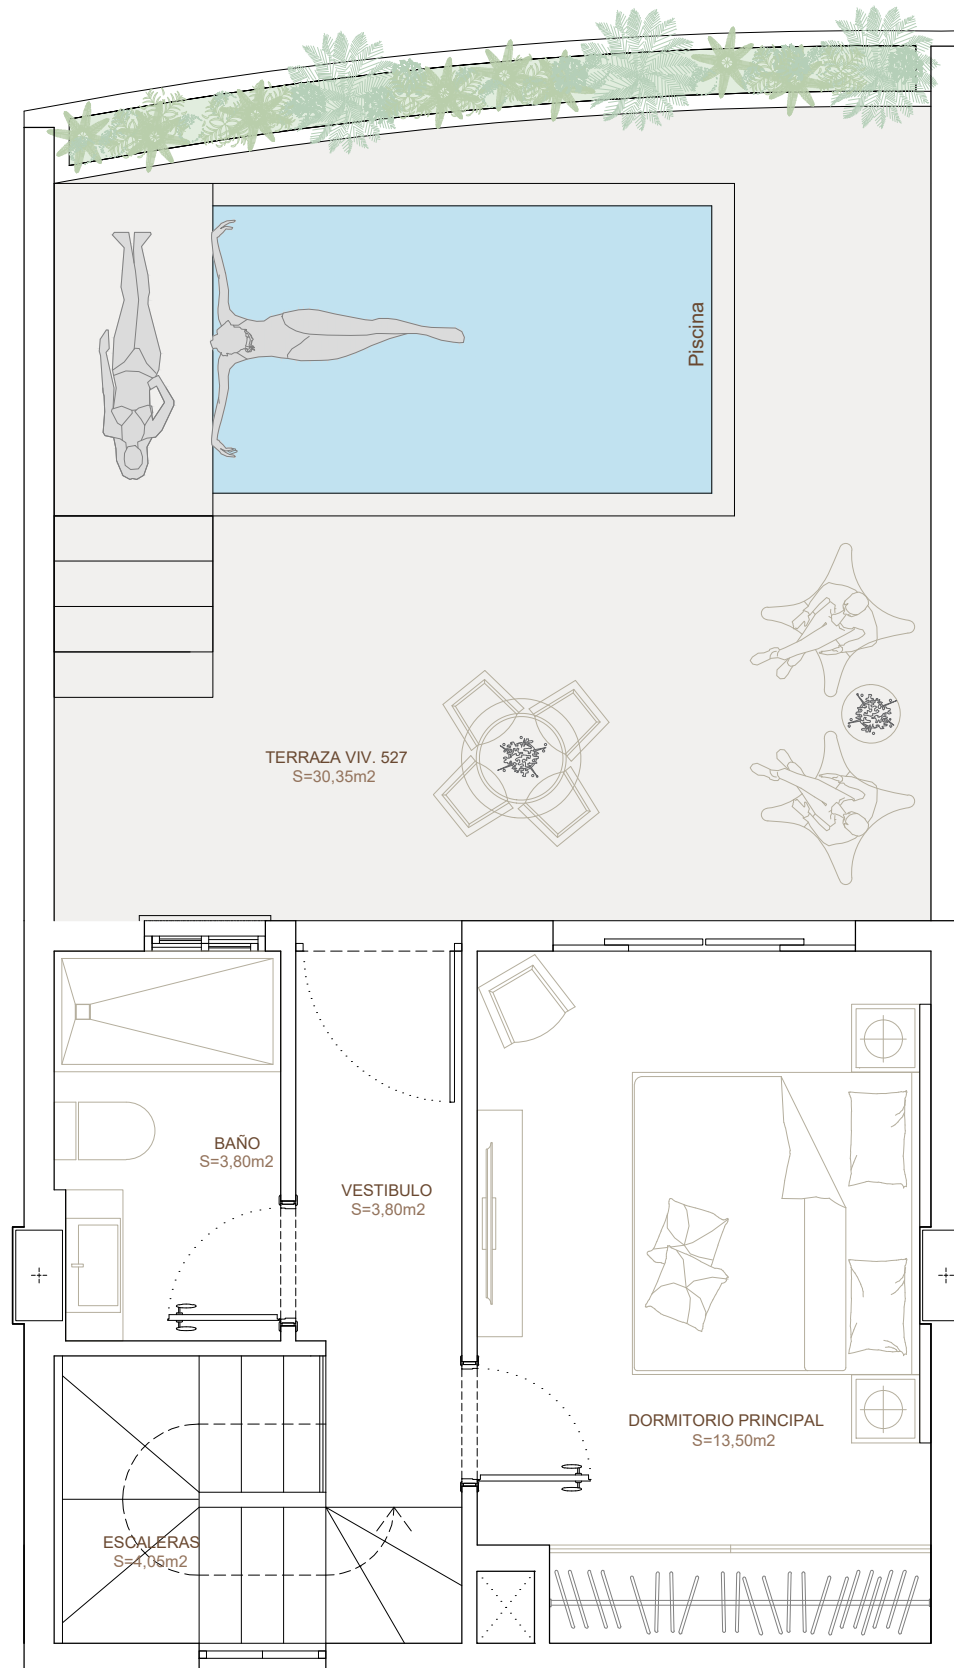 Piscina
TERRAZA VIV. 527
S=30,35m2
BAÑO
S=3,80m2
VESTIBULO
S=3,80m2
DORMITORIO PRINCIPAL
S=13,50m2
ESCALERAS
S=4,05m2